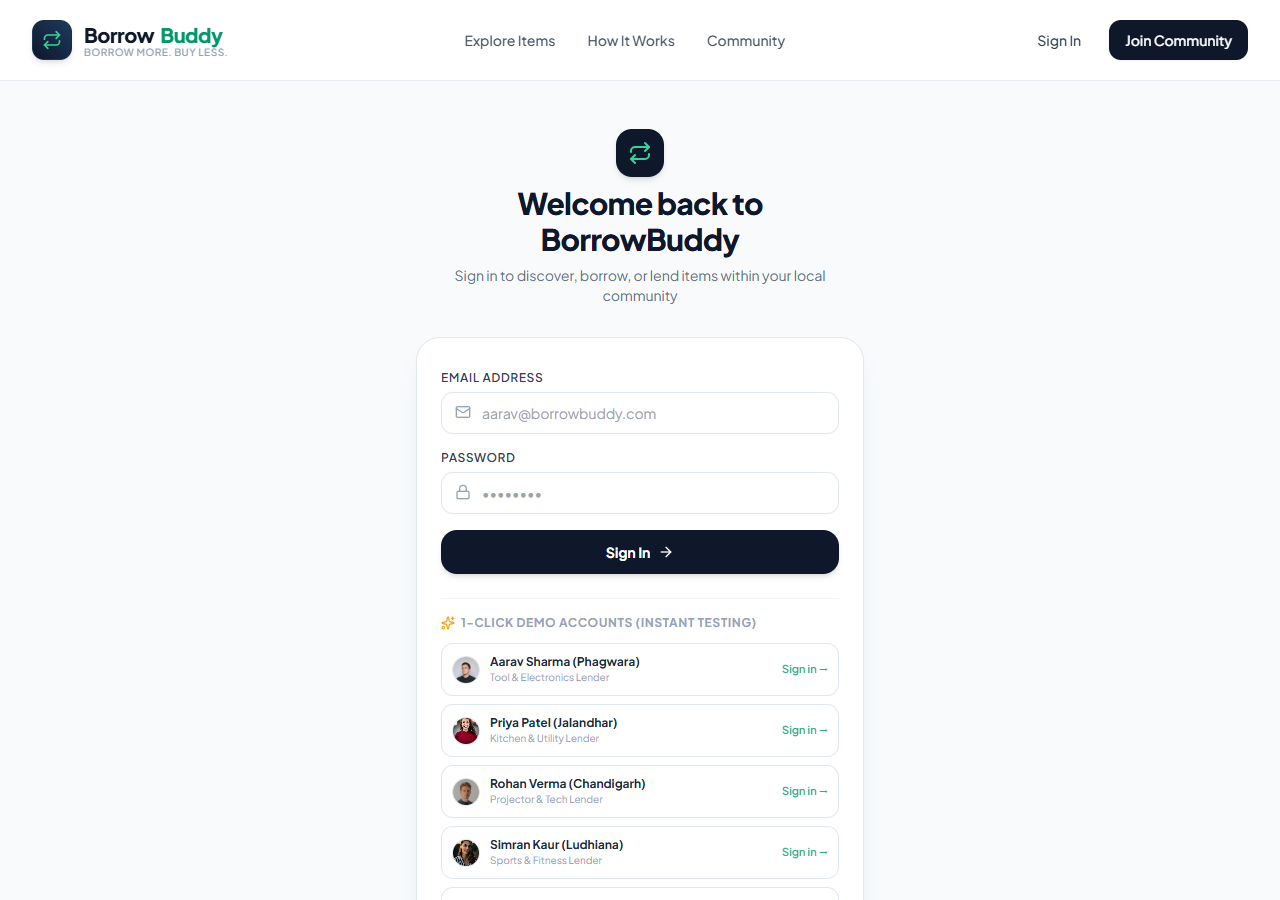 Borrow Buddy
BORROW MORE. BUY LESS.
Explore Items
How It Works
Community
Sign In
Join Community
Welcome back to
BorrowBuddy
Sign in to discover, borrow, or lend items within your local
community
EMAIL ADDRESS
aarav@borrowbuddy.com
PASSWORD
••••••••
Sign In →
1-CLICK DEMO ACCOUNTS (INSTANT TESTING)
Aarav Sharma (Phagwara)
Tool & Electronics Lender
Sign in →
Priya Patel (Jalandhar)
Kitchen & Utility Lender
Sign in →
Rohan Verma (Chandigarh)
Projector & Tech Lender
Sign in →
Simran Kaur (Ludhiana)
Sports & Fitness Lender
Sign in →